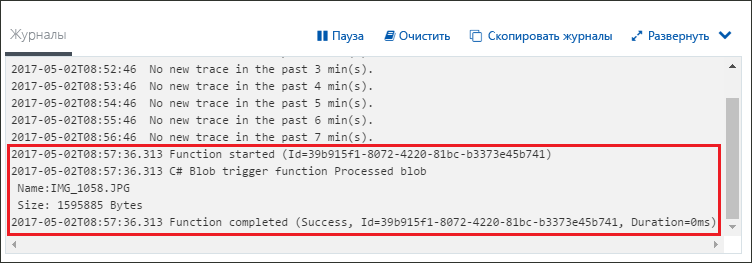 Журналы
Пауза Очистить Скопировать журналы Развернуть
2017-05-02T08:52:46  No new trace in the past 3 min(s).
2017-05-02T08:53:46  No new trace in the past 4 min(s).
2017-05-02T08:54:46  No new trace in the past 5 min(s).
2017-05-02T08:55:46  No new trace in the past 6 min(s).
2017-05-02T08:56:46  No new trace in the past 7 min(s).
2017-05-02T08:57:36.313 Function started (Id=39b915f1-8072-4220-81bc-b3373e45b741)
2017-05-02T08:57:36.313 C# Blob trigger function Processed blob
Name:IMG_1058.JPG
Size: 1595885 Bytes
2017-05-02T08:57:36.313 Function completed (Success, Id=39b915f1-8072-4220-81bc-b3373e45b741, Duration=0ms)